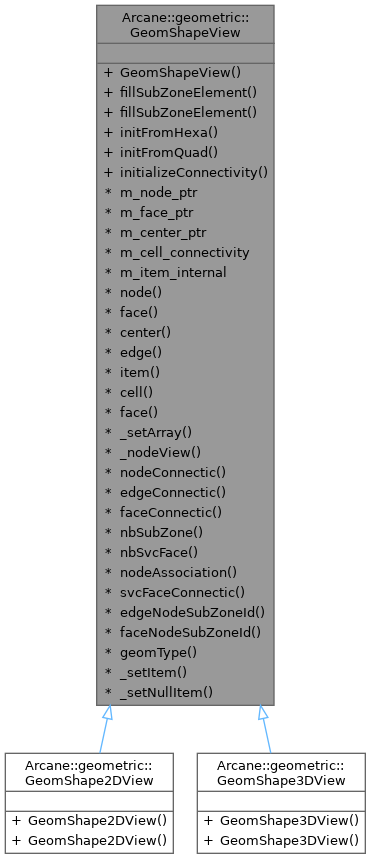 Arcane::geometric::
GeomShapeView
+ GeomShapeView()
+ fillSubZoneElement()
+ fillSubZoneElement()
+ initFromHexa()
+ initFromQuad()
+ initializeConnectivity()
* m_node_ptr
* m_face_ptr
* m_center_ptr
* m_cell_connectivity
* m_item_internal
* node()
* face()
* center()
* edge()
* item()
* cell()
* face()
* _setArray()
* _nodeView()
* nodeConnectic()
* edgeConnectic()
* faceConnectic()
* nbSubZone()
* nbSvcFace()
* nodeAssociation()
* svcFaceConnectic()
* edgeNodeSubZoneId()
* faceNodeSubZoneId()
* geomType()
* _setItem()
* _setNullItem()
Arcane::geometric::
GeomShape2DView
+ GeomShape2DView()
+ GeomShape2DView()
Arcane::geometric::
GeomShape3DView
+ GeomShape3DView()
+ GeomShape3DView()